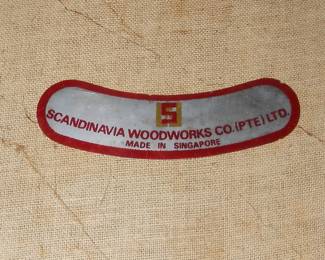 S
SCANDINAVIA WOODWORKS CO.(PTE) LTD.
MADE IN SINGAPORE